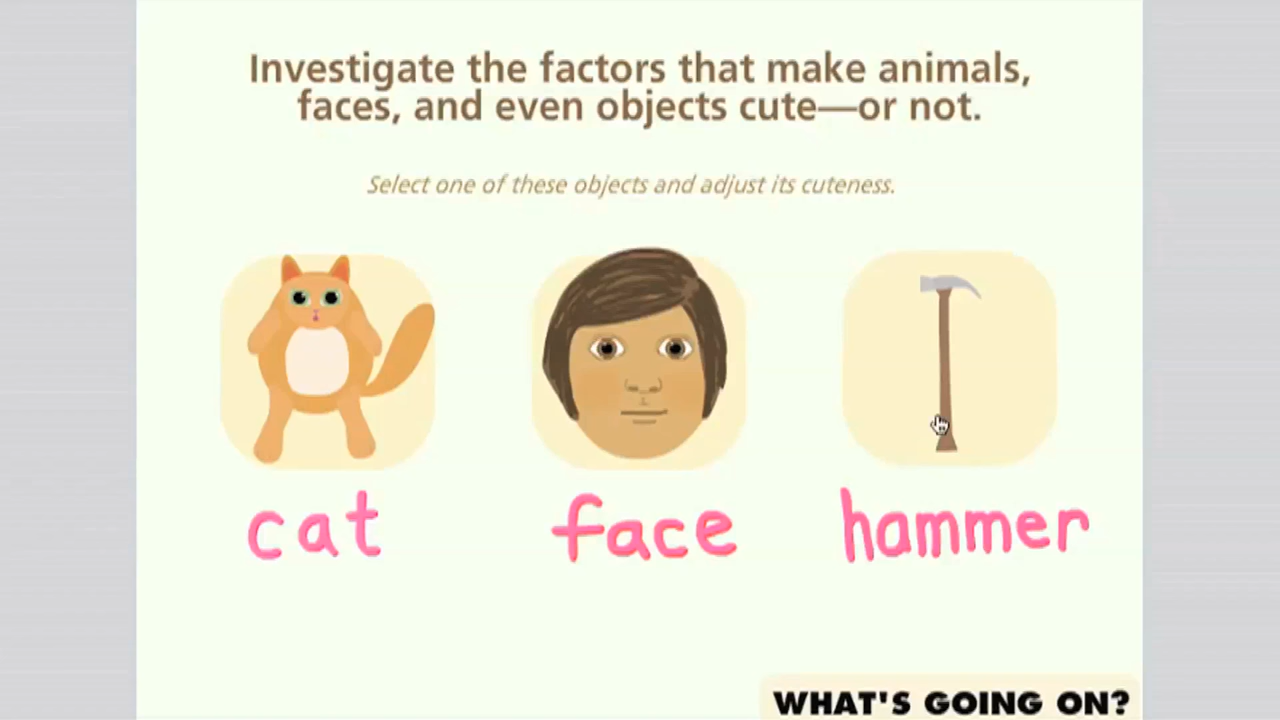 Investigate the factors that make animals,
faces, and even objects cute—or not.
Select one of these objects and adjust its cuteness.
cat face hammer
WHAT'S GOING ON?